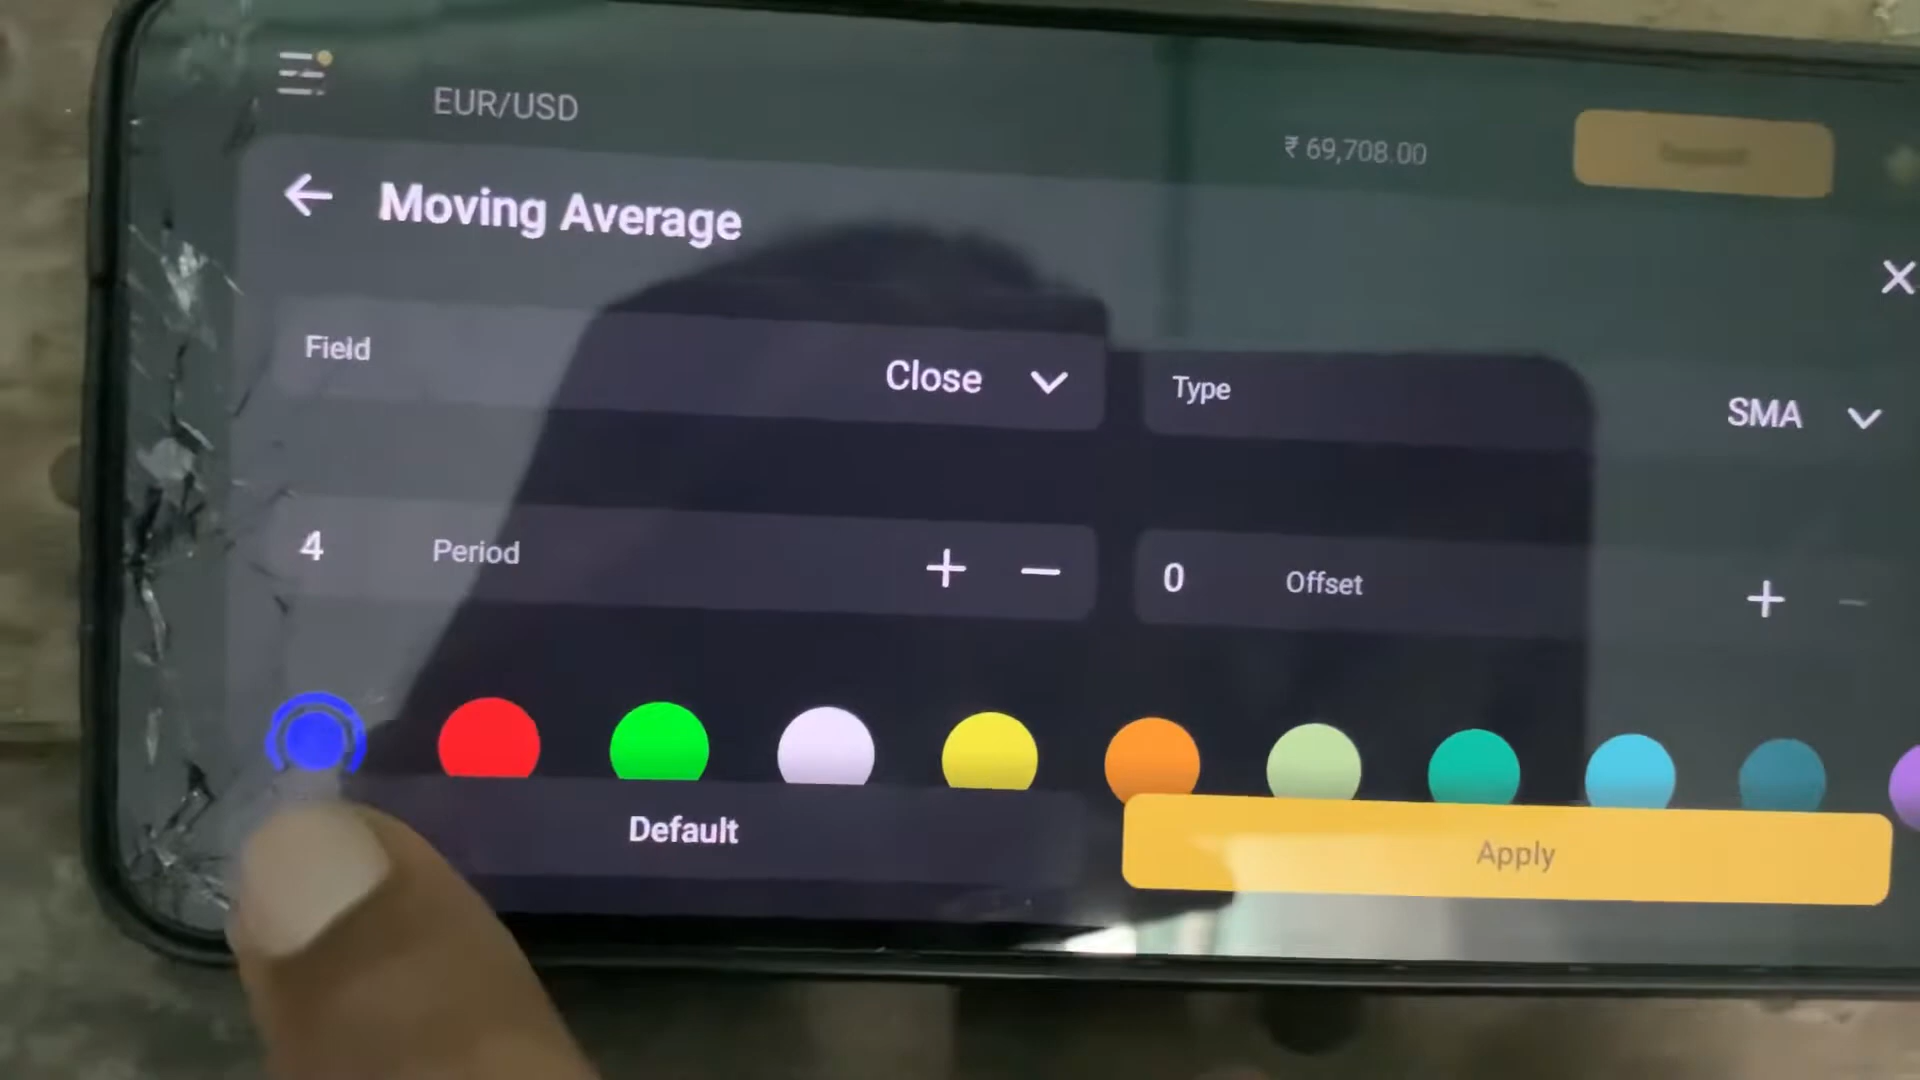 EUR/USD
₹ 69,708.00
Moving Average
Field
Close
Type
SMA
4
Period
0
Offset
Default
Apply